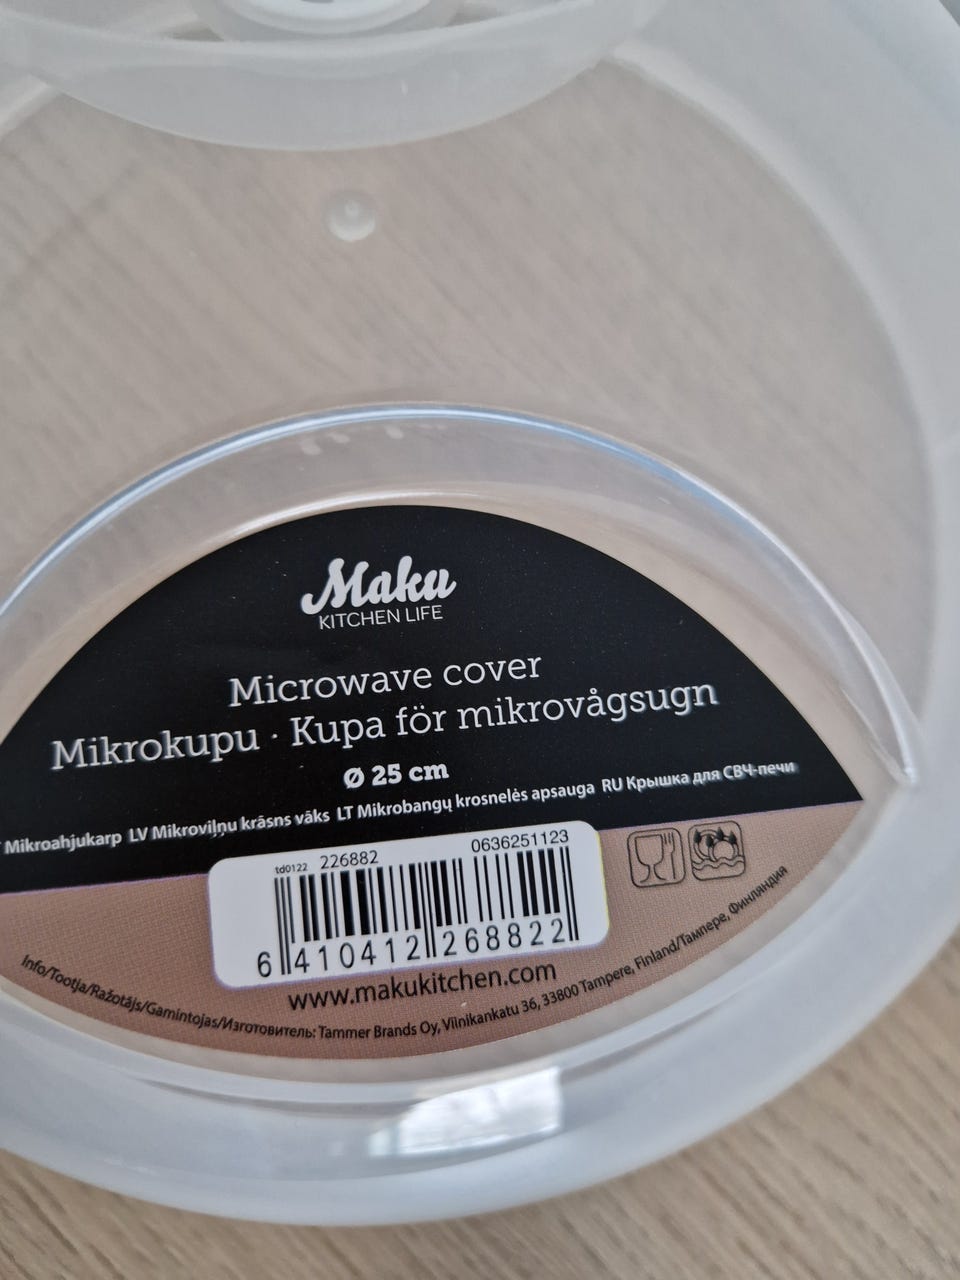 Maku
KITCHEN LIFE
Microwave cover
Mikrokupu · Kupa för mikrovågsugn
Ø 25 cm
Mikroahjukarp LV Mikroviļņu krāsns vāks LT Mikrobangų krosnelės apsauga RU Крышка для СВЧ-печи
td0122 226882 0636251123
6 410412 268822
www.makukitchen.com
Info/Tootja/Ražotājs/Gamintojas/Изготовитель: Tammer Brands Oy, Viinikankatu 36, 33800 Tampere, Finland/Тампере, Финляндия